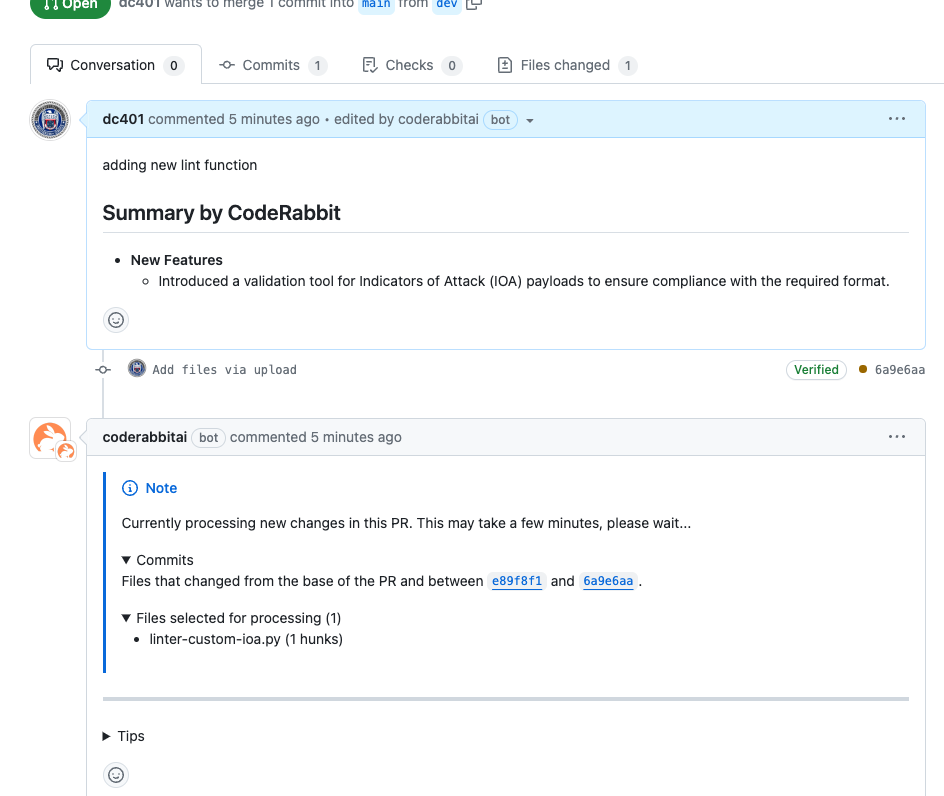 Open dc401 wants to merge 1 commit into main from dev
Conversation 0 Commits 1 Checks 0 Files changed 1
dc401 commented 5 minutes ago • edited by coderabbitai bot
adding new lint function
Summary by CodeRabbit
New Features
Introduced a validation tool for Indicators of Attack (IOA) payloads to ensure compliance with the required format.
Add files via upload Verified 6a9e6aa
coderabbitai bot commented 5 minutes ago
Note
Currently processing new changes in this PR. This may take a few minutes, please wait...
Commits
Files that changed from the base of the PR and between e89f8f1 and 6a9e6aa .
Files selected for processing (1)
linter-custom-ioa.py (1 hunks)
Tips